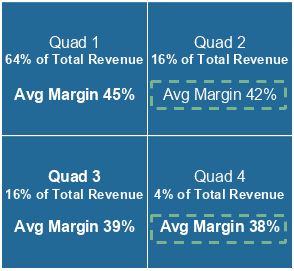 Quad 1
64% of Total Revenue
Avg Margin 45%
Quad 2
16% of Total Revenue
Avg Margin 42%
Quad 3
16% of Total Revenue
Avg Margin 39%
Quad 4
4% of Total Revenue
Avg Margin 38%